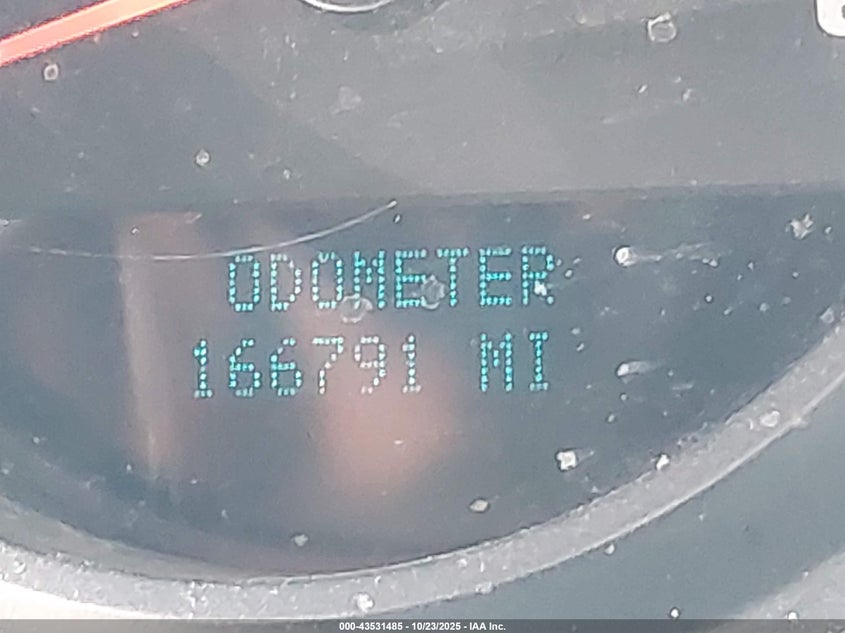 ODOMETER
166791 MI
000-43531485 - 10/23/2025 - IAA Inc.